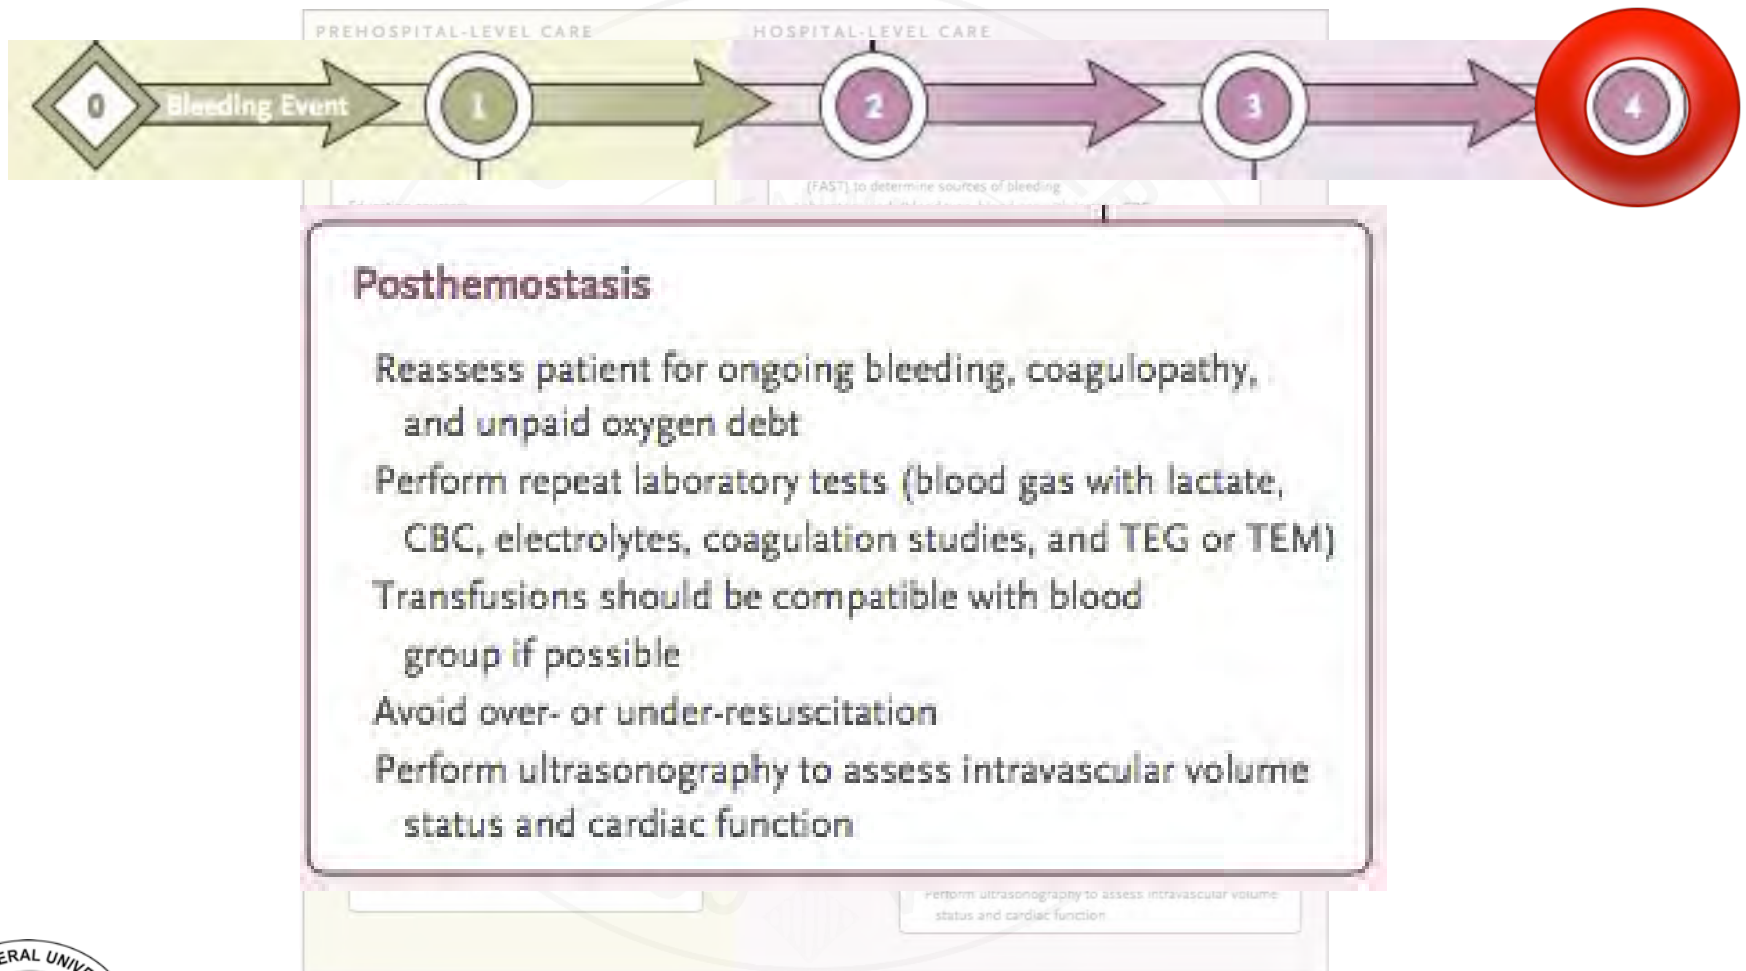 PREHOSPITAL-LEVEL CARE
HOSPITAL-LEVEL CARE
0 Bleeding Event 1 2 3 4
(FAST) to determine sources of bleeding
Posthemostasis
Reassess patient for ongoing bleeding, coagulopathy,
and unpaid oxygen debt
Perform repeat laboratory tests (blood gas with lactate,
CBC, electrolytes, coagulation studies, and TEG or TEM)
Transfusions should be compatible with blood
group if possible
Avoid over- or under-resuscitation
Perform ultrasonography to assess intravascular volume
status and cardiac function
Perform ultrasonography to assess intravascular volume
status and cardiac function